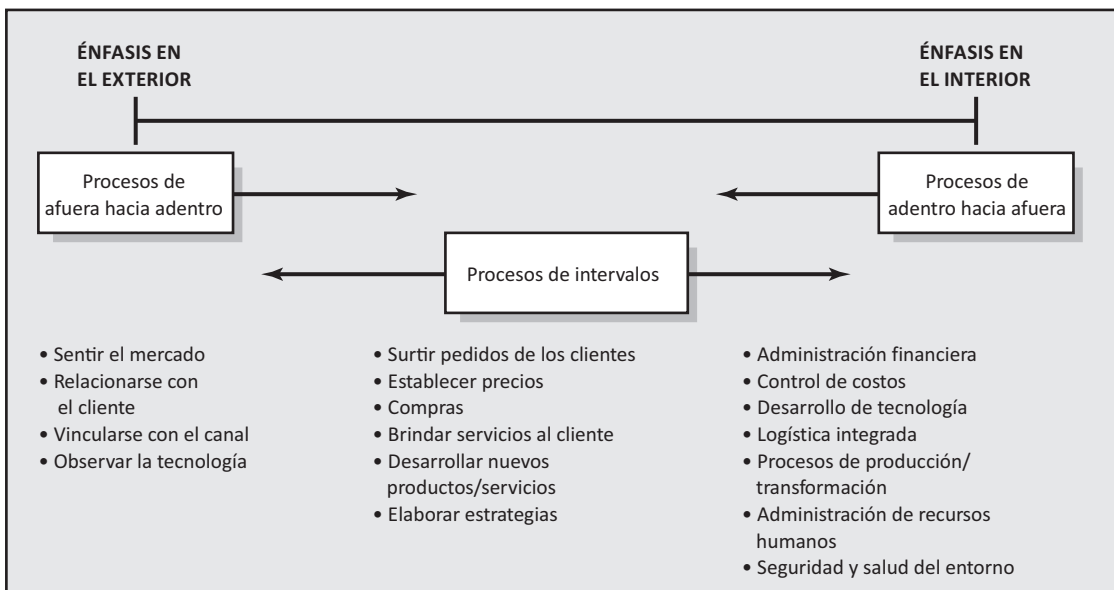 ÉNFASIS EN
EL EXTERIOR
ÉNFASIS EN
EL INTERIOR
Procesos de
afuera hacia adentro
Procesos de
adentro hacia afuera
Procesos de intervalos
• Sentir el mercado
• Relacionarse con
el cliente
• Vincularse con el canal
• Observar la tecnología
• Surtir pedidos de los clientes
• Establecer precios
• Compras
• Brindar servicios al cliente
• Desarrollar nuevos
productos/servicios
• Elaborar estrategias
• Administración financiera
• Control de costos
• Desarrollo de tecnología
• Logística integrada
• Procesos de producción/
transformación
• Administración de recursos
humanos
• Seguridad y salud del entorno